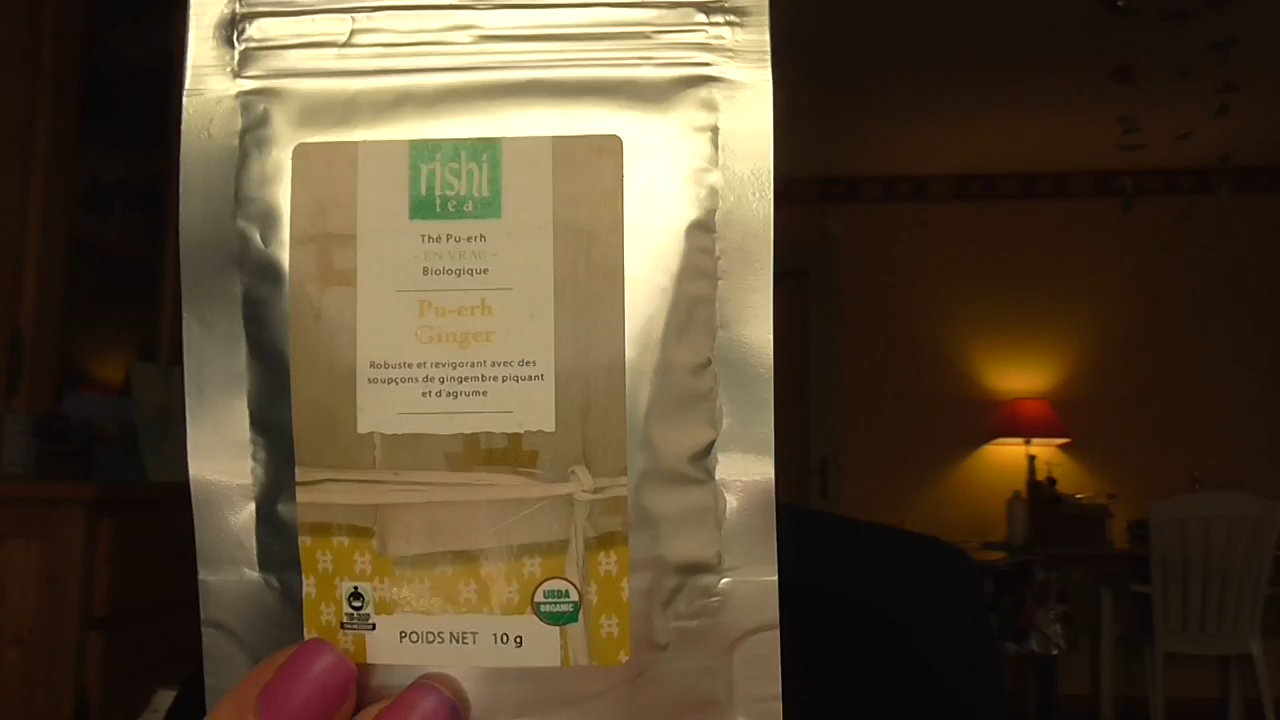 rishi
tea
Thé Pu-erh
- EN VRAC -
Biologique
Pu-erh
Ginger
Robuste et revigorant avec des
soupçons de gingembre piquant
et d'agrume
USDA
ORGANIC
POIDS NET 10 g